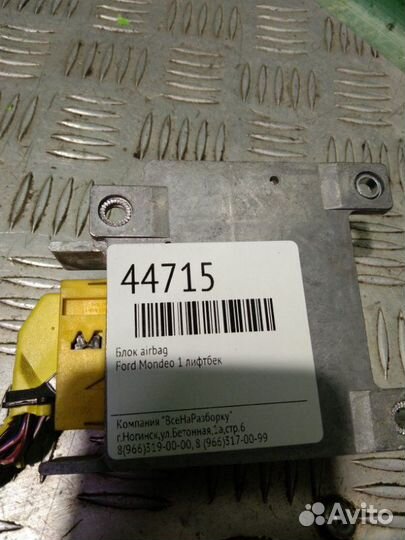 44715
Блок airbag
Ford Mondeo 1 лифтбек
Компания "ВсеНаРазборку"
г.Ногинск,ул.Бетонная,1а,стр.6
8(966)319-00-00, 8 (966)317-00-99
Avito